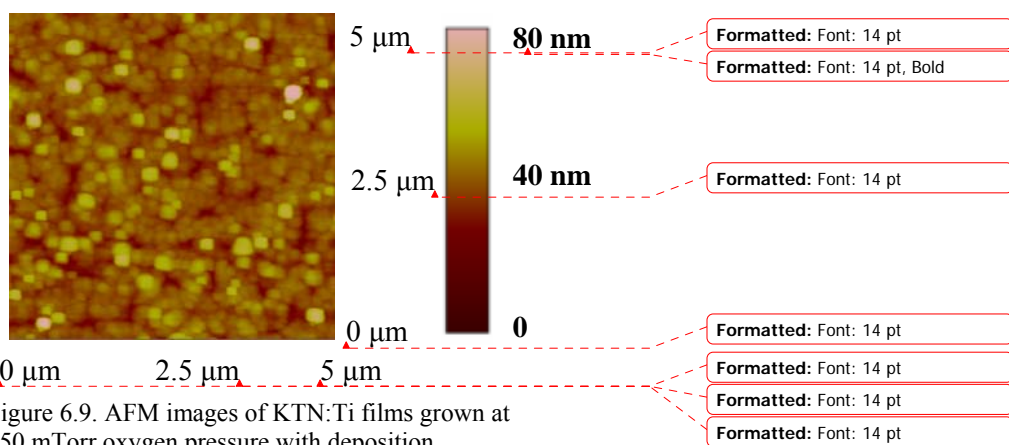 5 μm
80 nm
2.5 μm
40 nm
0 μm
0
0 μm 2.5 μm 5 μm
igure 6.9. AFM images of KTN:Ti films grown at
50 mTorr oxygen pressure with deposition
Formatted: Font: 14 pt
Formatted: Font: 14 pt, Bold
Formatted: Font: 14 pt
Formatted: Font: 14 pt
Formatted: Font: 14 pt
Formatted: Font: 14 pt
Formatted: Font: 14 pt